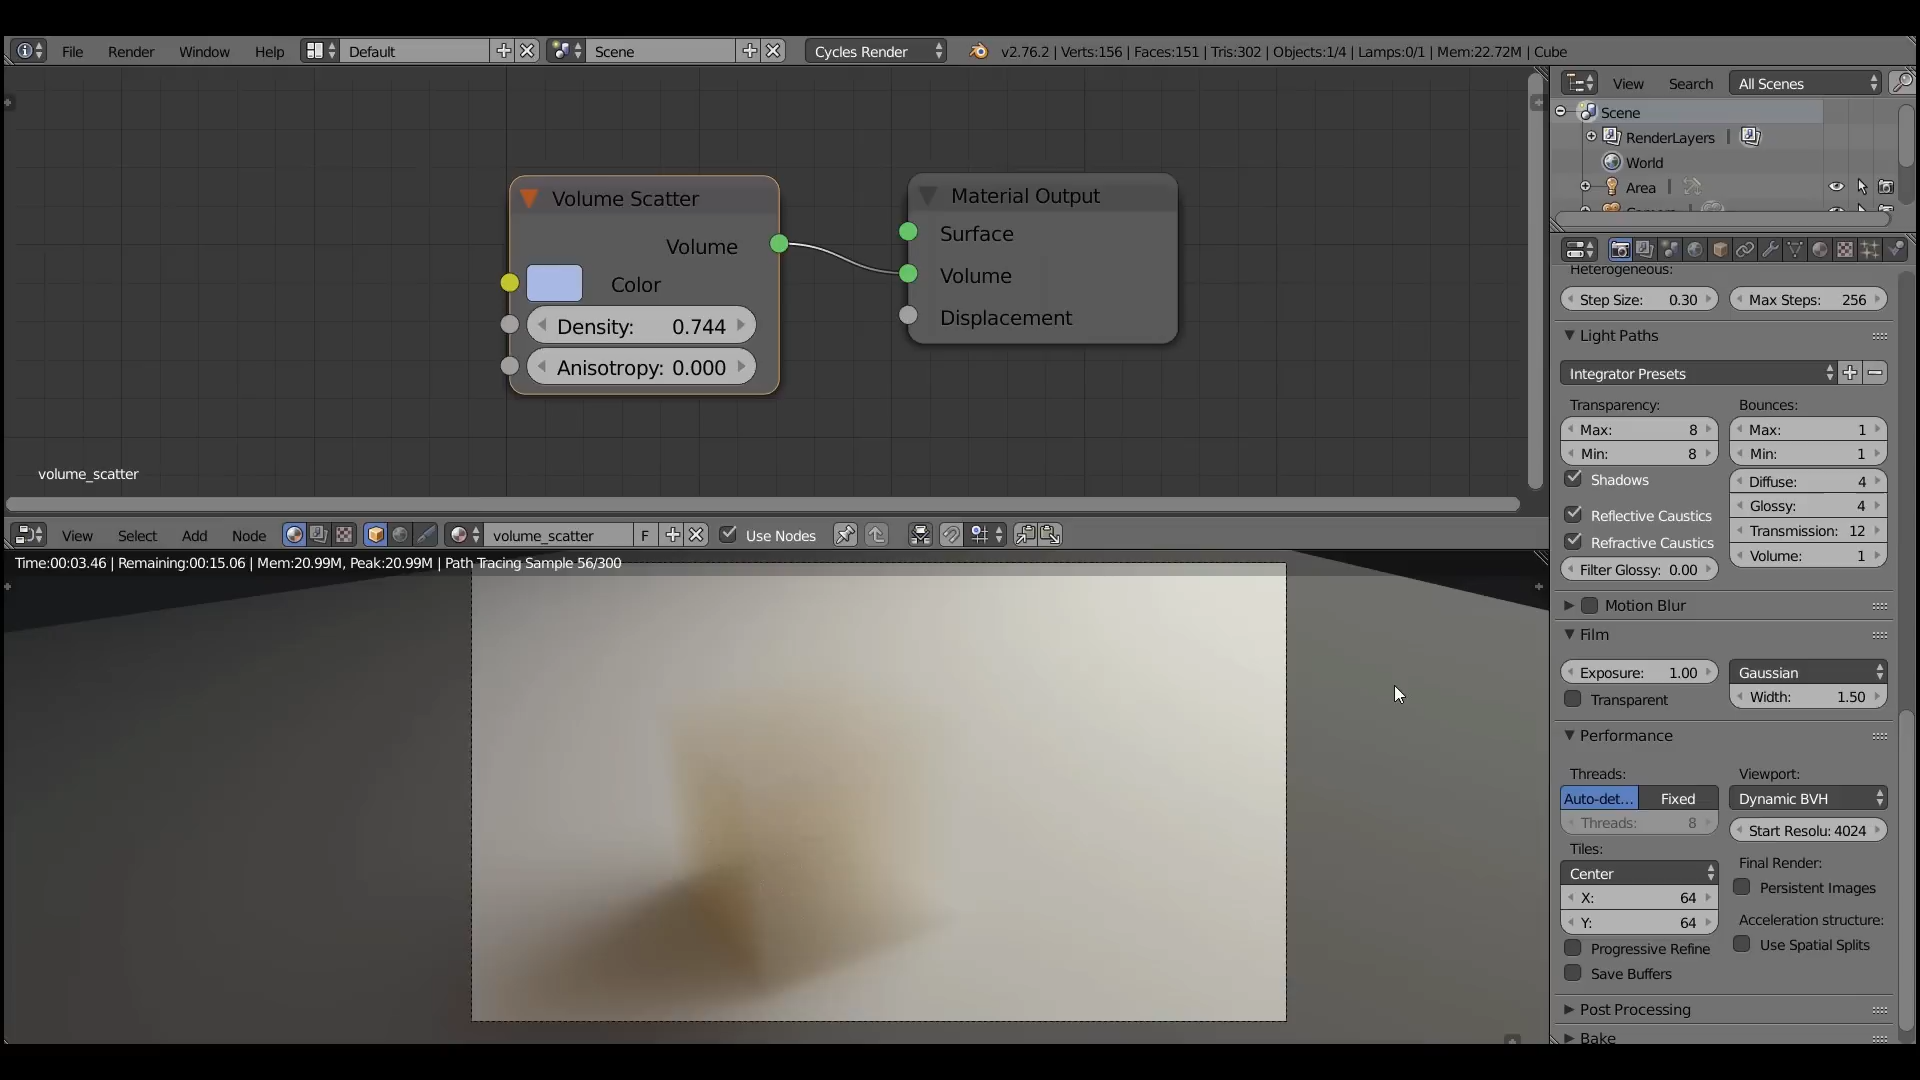 File Render Window Help Default Scene Cycles Render v2.76.2 | Verts:156 | Faces:151 | Tris:302 | Objects:1/4 | Lamps:0/1 | Mem:22.72M | Cube
View Search All Scenes
Scene
RenderLayers |
World
Area |
Volume Scatter
Volume
Color
Density: 0.744
Anisotropy: 0.000
Material Output
Surface
Volume
Displacement
volume_scatter
View Select Add Node volume_scatter F Use Nodes
Time:00:03.46 | Remaining:00:15.06 | Mem:20.99M, Peak:20.99M | Path Tracing Sample 56/300
Heterogeneous:
Step Size: 0.30 Max Steps: 256
Light Paths
Integrator Presets
Transparency: Bounces:
Max: 8 Max: 1
Min: 8 Min: 1
Shadows Diffuse: 4
Reflective Caustics Glossy: 4
Refractive Caustics Transmission: 12
Filter Glossy: 0.00 Volume: 1
Motion Blur
Film
Exposure: 1.00 Gaussian
Transparent Width: 1.50
Performance
Threads: Viewport:
Auto-det... Fixed Dynamic BVH
Threads: 8 Start Resolu: 4024
Tiles: Final Render:
Center Persistent Images
X: 64 Acceleration structure:
Y: 64 Use Spatial Splits
Progressive Refine
Save Buffers
Post Processing
Bake